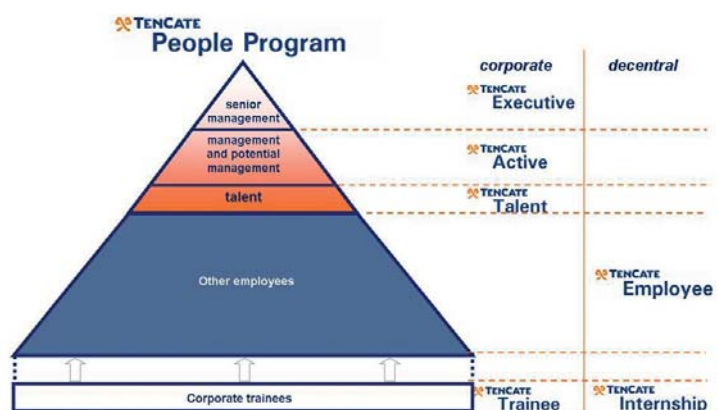 TENCATE
People Program
corporate
decentral
senior
management
TENCATE
Executive
management
and potential
management
TENCATE
Active
talent
TENCATE
Talent
Other employees
TENCATE
Employee
Corporate trainees
TENCATE
Trainee
TENCATE
Internship